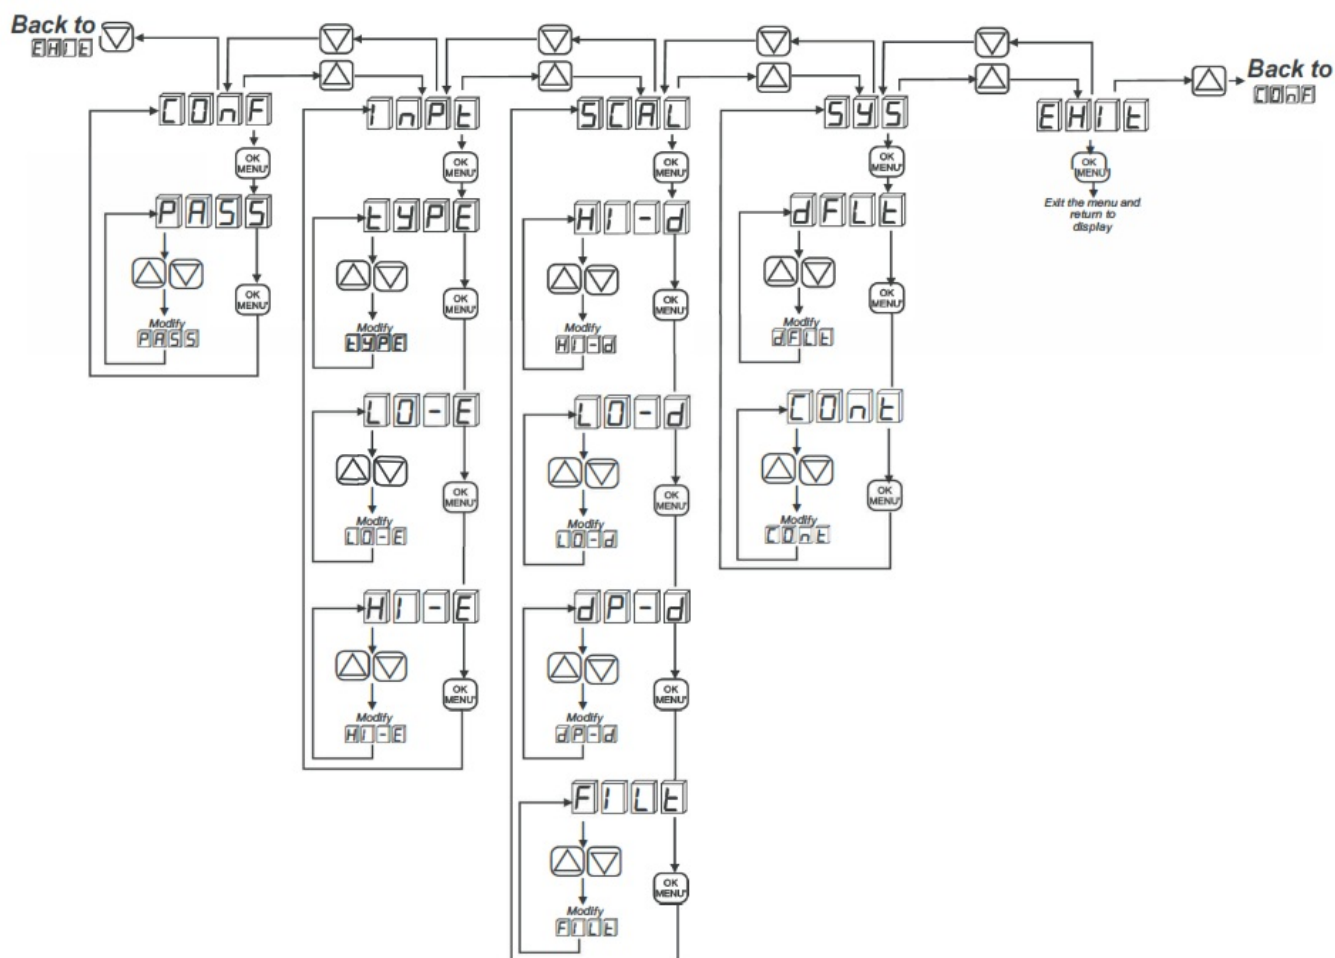 Back to
EHIt
COnF
InPt
SCAL
SYS
EHIt
Back to
COnF
OK
MENU'
OK
MENU'
OK
MENU'
OK
MENU'
OK
MENU'
Exit the menu and
return to
display
PASS
tYPE
HI-d
dFLt
OK
MENU'
OK
MENU'
OK
MENU'
OK
MENU'
Modify
PASS
Modify
tYPE
Modify
HI-d
Modify
dFLt
LO-E
LO-d
COnt
OK
MENU'
OK
MENU'
OK
MENU'
Modify
LO-E
Modify
LO-d
Modify
COnt
HI-E
dP-d
OK
MENU'
OK
MENU'
Modify
HI-E
Modify
dP-d
FILt
OK
MENU'
Modify
FILt